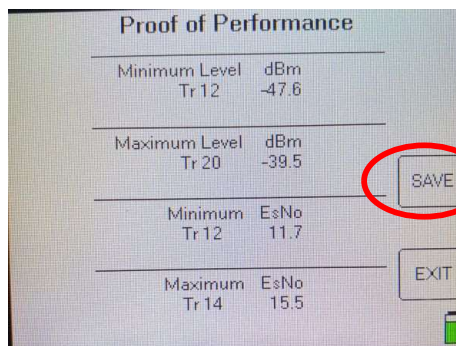 Proof of Performance
Minimum Level dBm
Tr 12 -47.6
Maximum Level dBm
Tr 20 -39.5
SAVE
Minimum EsNo
Tr 12 11.7
Maximum EsNo
Tr 14 15.5
EXIT